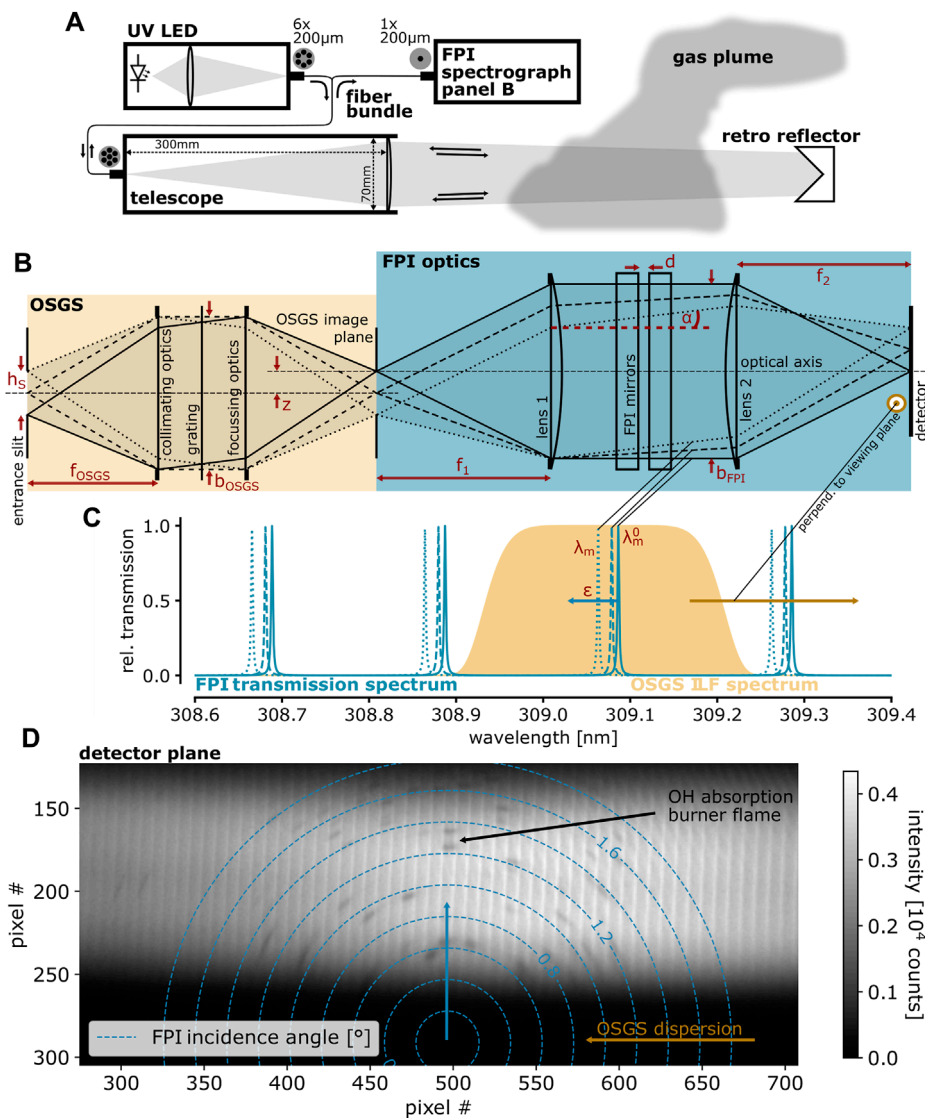 A
UV LED
6x
200μm
1x
200μm
FPI
spectrograph
panel B
fiber
bundle
gas plume
retro reflector
300mm
70mm
telescope
B
FPI optics
OSGS
d
f₂
OSGS image
plane
α
hₛ
z
optical axis
entrance slit
collimating optics
grating
focussing optics
lens 1
FPI mirrors
lens 2
detector
f_OSGS
b_OSGS
f₁
b_FPI
perpend. to viewing plane
C
1.0
0.5
0.0
rel. transmission
λₘ
λₘ⁰
ε
FPI transmission spectrum
OSGS ILF spectrum
308.6
308.7
308.8
308.9
309.0
309.1
309.2
309.3
309.4
wavelength [nm]
D
detector plane
OH absorption
burner flame
1.6
1.2
0.8
FPI incidence angle [°]
OSGS dispersion
150
200
250
300
pixel #
300
350
400
450
500
550
600
650
700
pixel #
0.4
0.3
0.2
0.1
0.0
intensity [10⁴ counts]